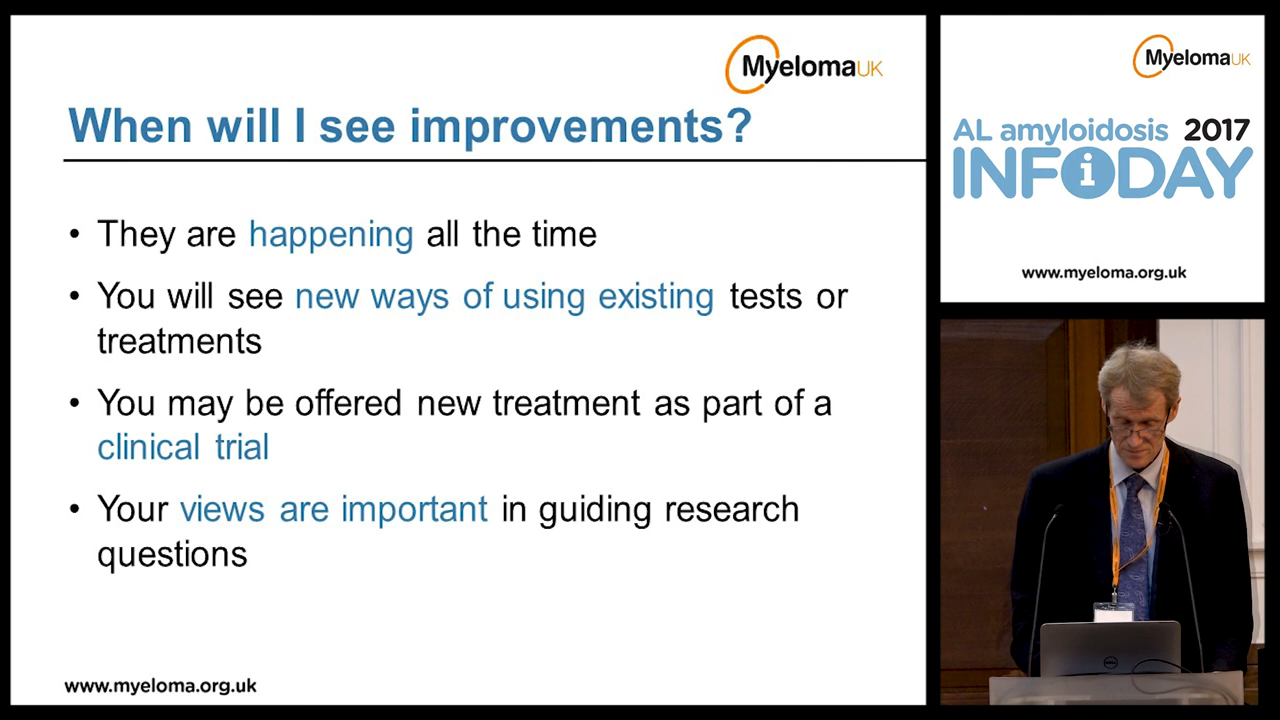 MyelomaUK
When will I see improvements?
• They are happening all the time
• You will see new ways of using existing tests or
treatments
• You may be offered new treatment as part of a
clinical trial
• Your views are important in guiding research
questions
www.myeloma.org.uk
MyelomaUK
AL amyloidosis 2017
INFODAY
www.myeloma.org.uk
DELL